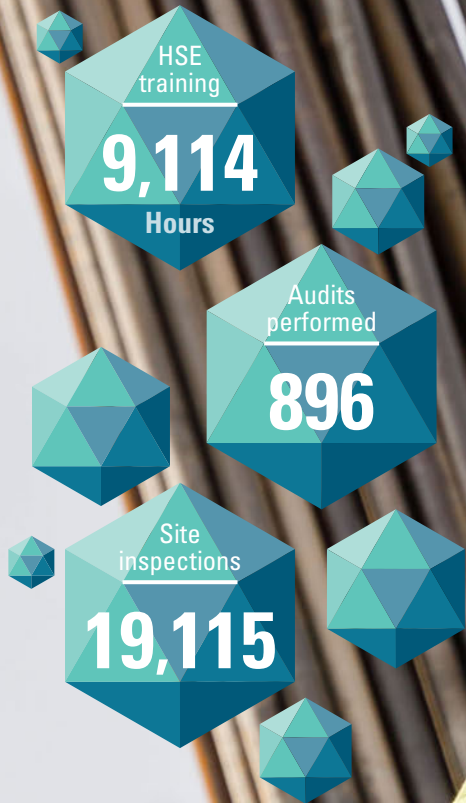 HSE
training
9,114
Hours
Audits
performed
896
Site
inspections
19,115